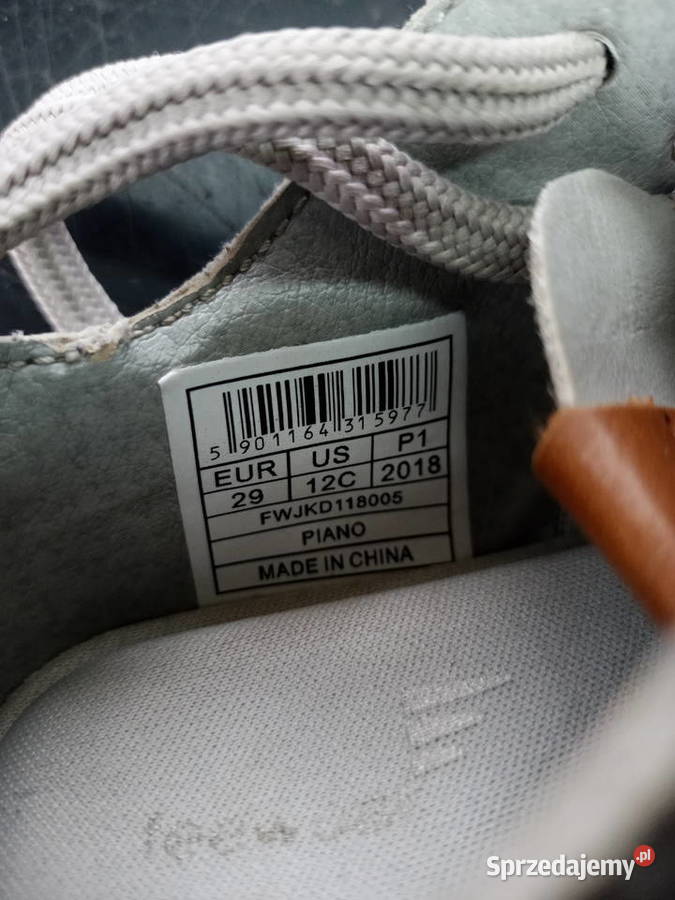 5 901164 315977
EUR US P1
29 12C 2018
FWJKD118005
PIANO
MADE IN CHINA
Sprzedajemy.pl